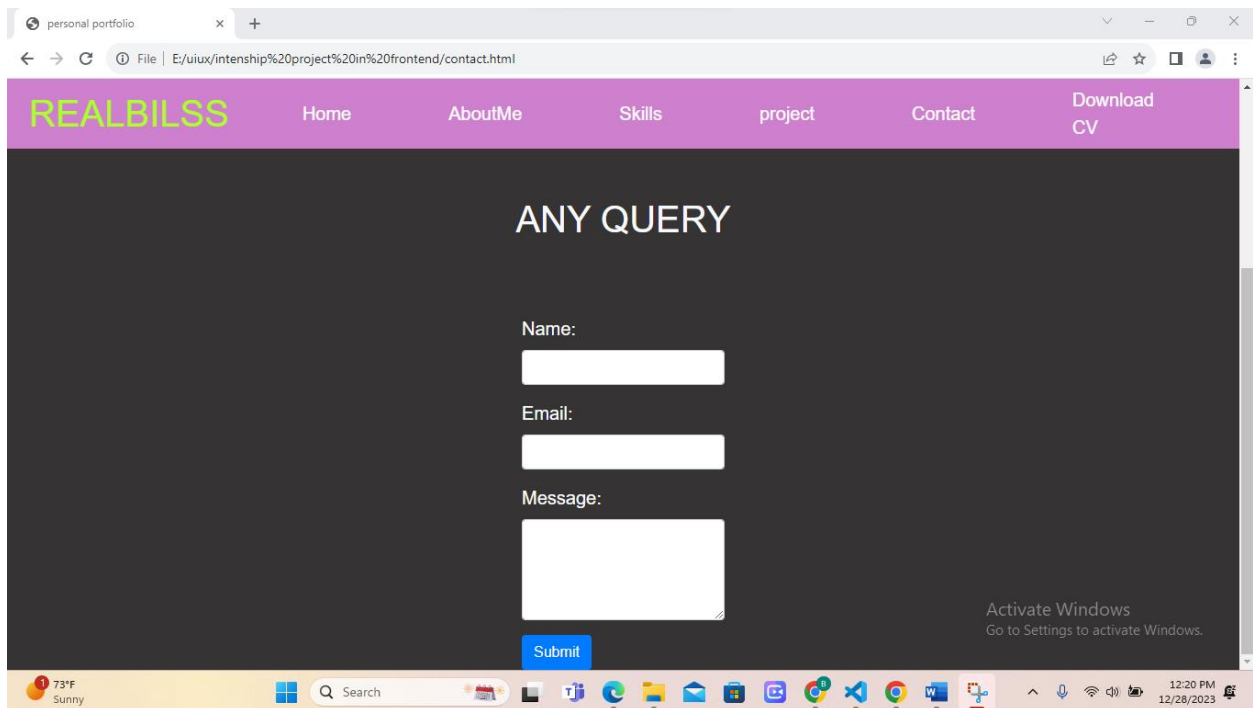 personal portfolio
File E:/uiux/intenship%20project%20in%20frontend/contact.html
REALBILSS
Home
AboutMe
Skills
project
Contact
Download
CV
ANY QUERY
Name:
Email:
Message:
Submit
Activate Windows
Go to Settings to activate Windows.
1
73°F
Sunny
Search
12:20 PM
12/28/2023